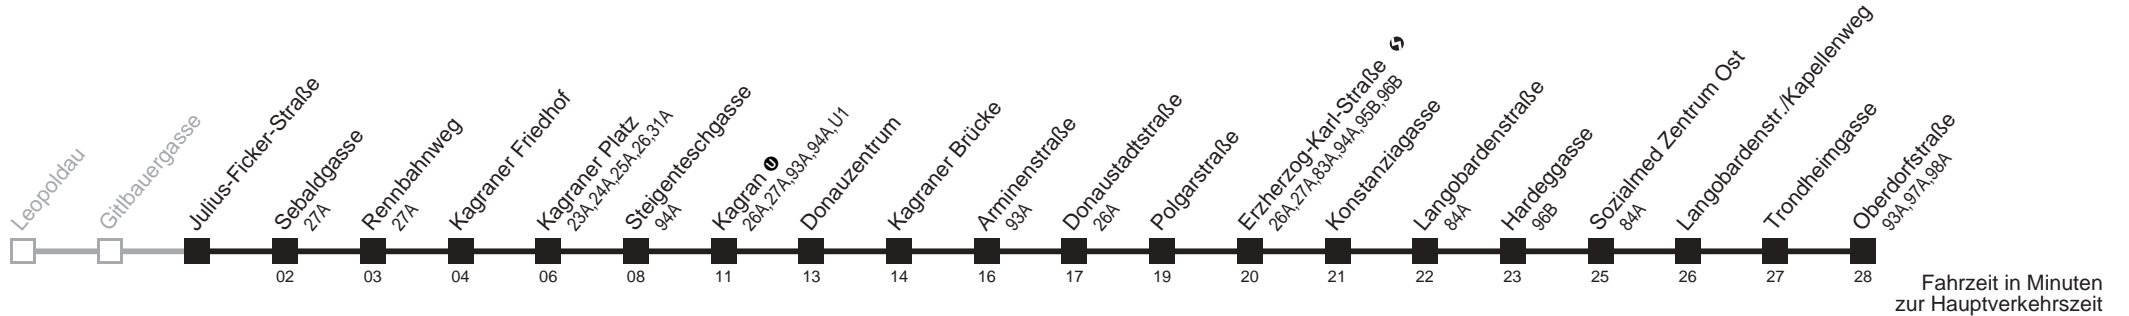 Leopoldau
Gitlbauergasse
Julius-Ficker-Straße
Sebaldgasse
27A
Rennbahnweg
27A
Kagraner Friedhof
Kagraner Platz
23A,24A,25A,26,31A
Steigenteschgasse
94A
Kagran U
26A,27A,93A,94A,U1
Donauzentrum
Kagraner Brücke
Arminenstraße
93A
Donaustadtstraße
26A
Polgarstraße
Erzherzog-Karl-Straße S
26A,27A,83A,94A,95B,96B
Konstanziagasse
Langobardenstraße
84A
Hardeggasse
96B
Sozialmed Zentrum Ost
84A
Langobardenstr./Kapellenweg
Trondheimgasse
Oberdorfstraße
93A,97A,98A
02 03 04 06 08 11 13 14 16 17 19 20 21 22 23 25 26 27 28
Fahrzeit in Minuten
zur Hauptverkehrszeit